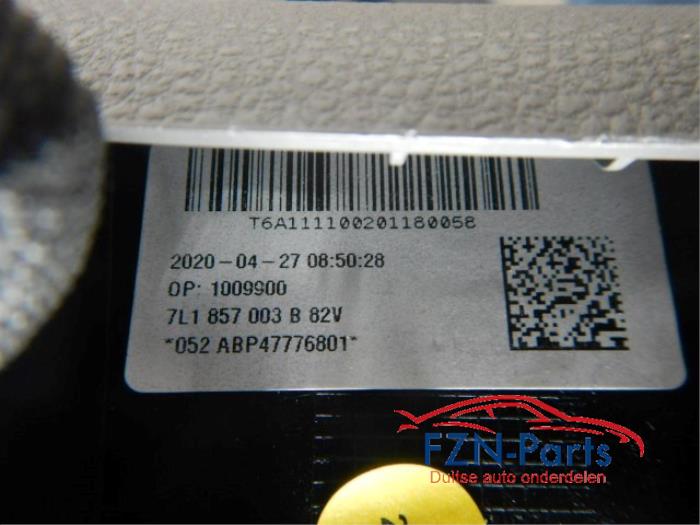 T6A111100201180058
2020-04-27 08:50:28
OP: 1009900
7L1 857 003 B 82V
*052 ABP47776801*
FZN-Parts
Duitse auto onderdelen